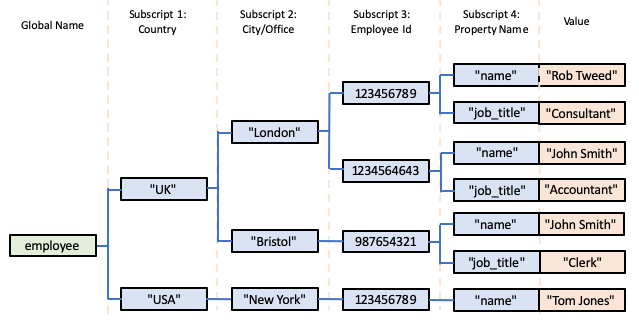 Global Name
Subscript 1:
Country
Subscript 2:
City/Office
Subscript 3:
Employee Id
Subscript 4:
Property Name
Value
employee
"UK"
"USA"
"London"
"Bristol"
"New York"
123456789
1234564643
987654321
123456789
"name" "Rob Tweed"
"job_title" "Consultant"
"name" "John Smith"
"job_title" "Accountant"
"name" "John Smith"
"job_title" "Clerk"
"name" "Tom Jones"